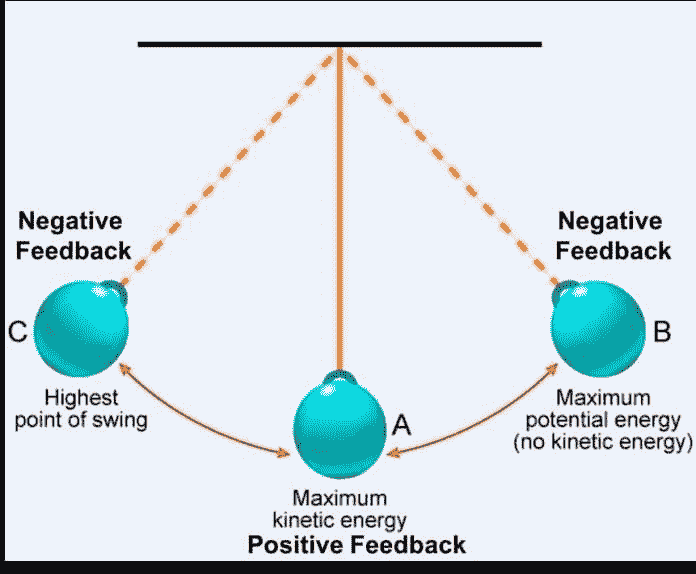 Negative
Feedback
Negative
Feedback
C
B
Highest
point of swing
A
Maximum
potential energy
(no kinetic energy)
Maximum
kinetic energy
Positive Feedback